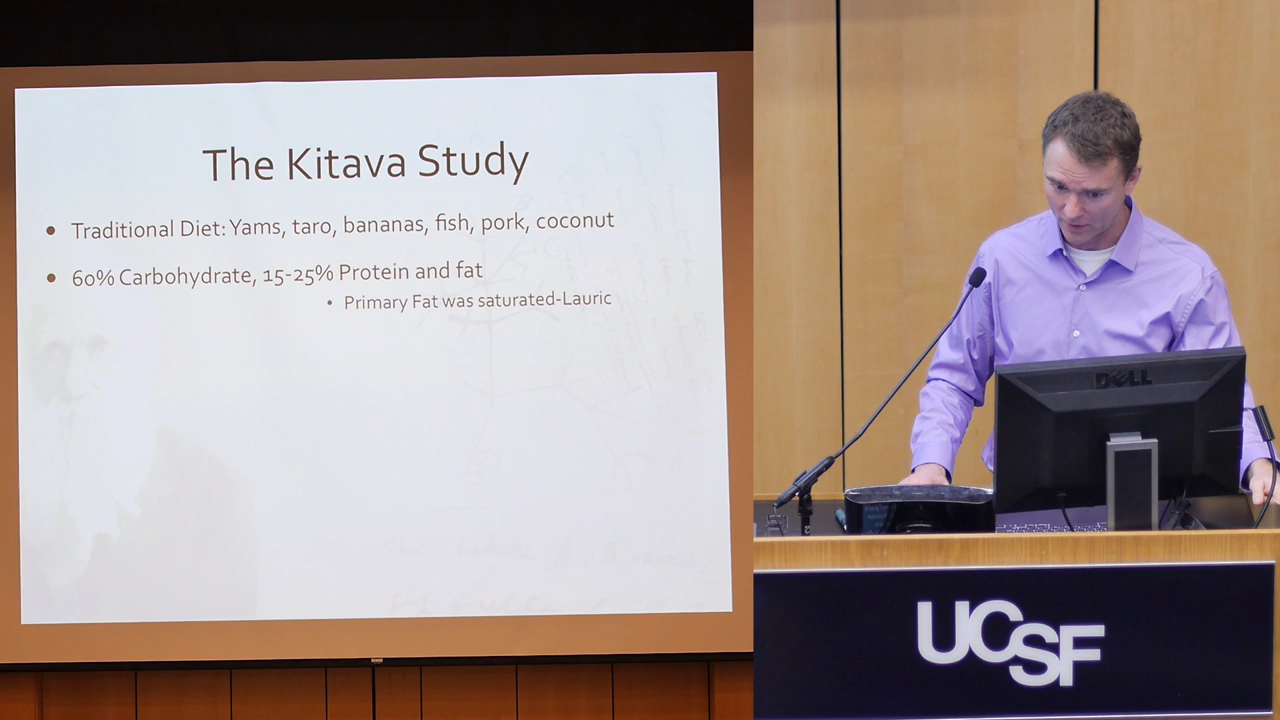 The Kitava Study
• Traditional Diet: Yams, taro, bananas, fish, pork, coconut
• 60% Carbohydrate, 15-25% Protein and fat
• Primary Fat was saturated-Lauric
DELL
UCSF